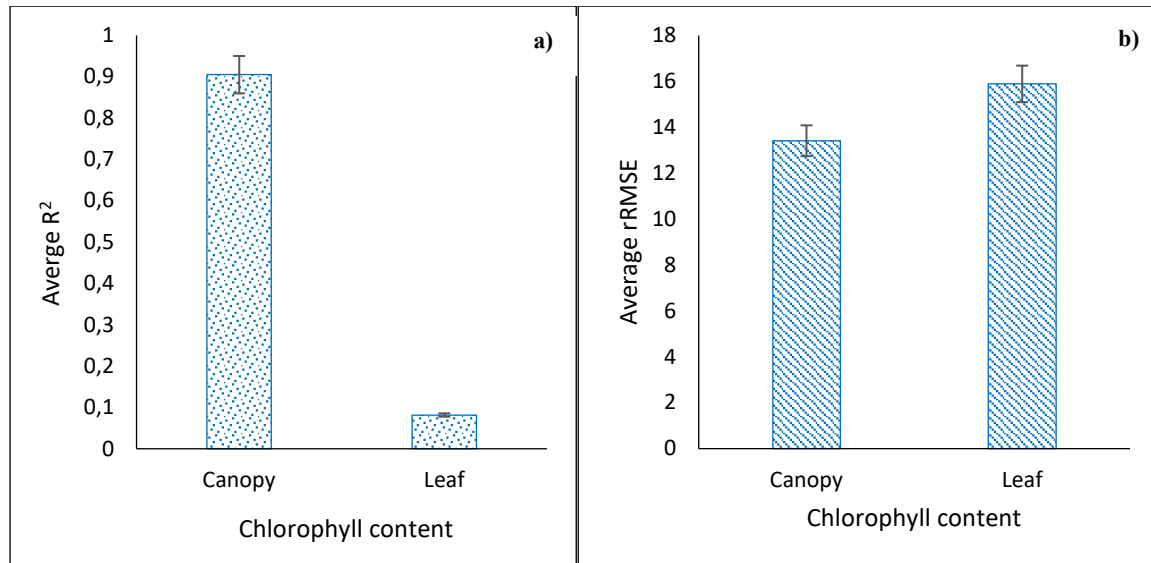 a)
Averge R²
1
0,9
0,8
0,7
0,6
0,5
0,4
0,3
0,2
0,1
0
Canopy Leaf
Chlorophyll content
b)
Average rRMSE
18
16
14
12
10
8
6
4
2
0
Canopy Leaf
Chlorophyll content